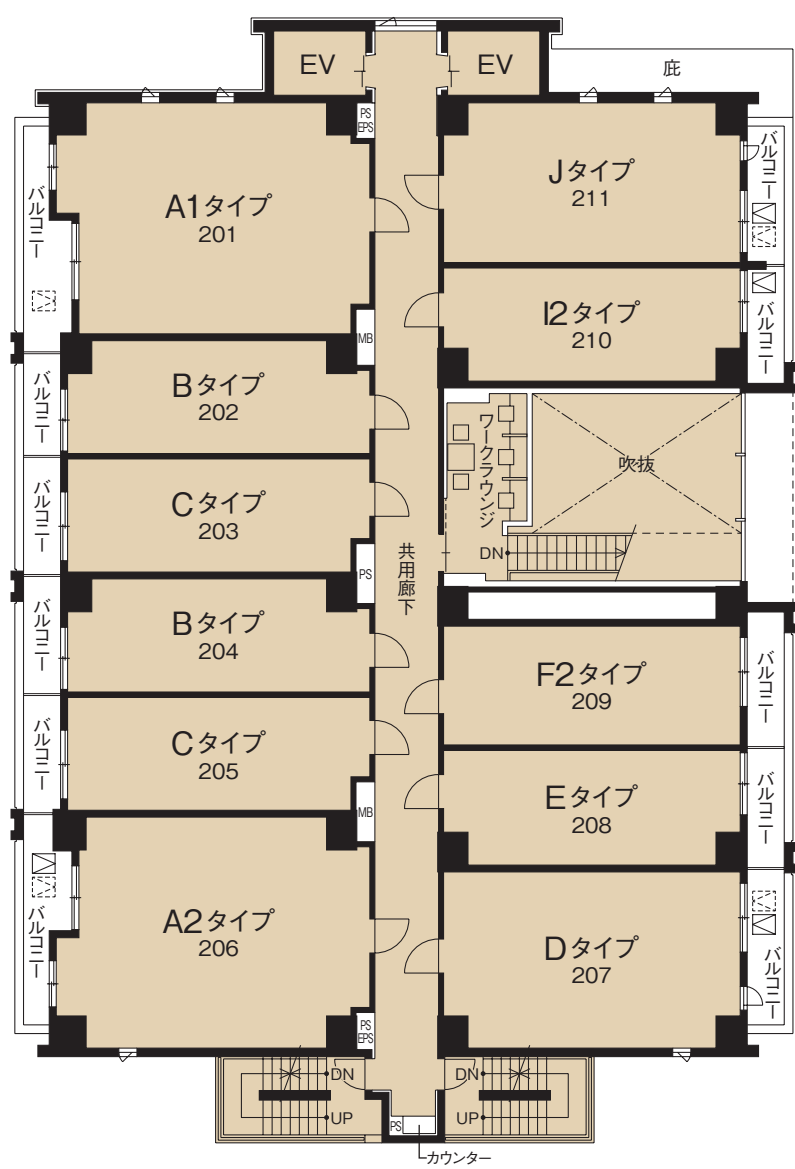 EV
EV
庇
PS
EPS
バルコニー
A1タイプ
201
Jタイプ
211
バルコニー
MB
I2タイプ
210
バルコニー
バルコニー
Bタイプ
202
ワークラウンジ
吹抜
バルコニー
Cタイプ
203
PS
共用廊下
DN
バルコニー
Bタイプ
204
F2タイプ
209
バルコニー
バルコニー
Cタイプ
205
MB
Eタイプ
208
バルコニー
バルコニー
A2タイプ
206
Dタイプ
207
バルコニー
PS
EPS
DN
DN
UP
UP
PS
カウンター